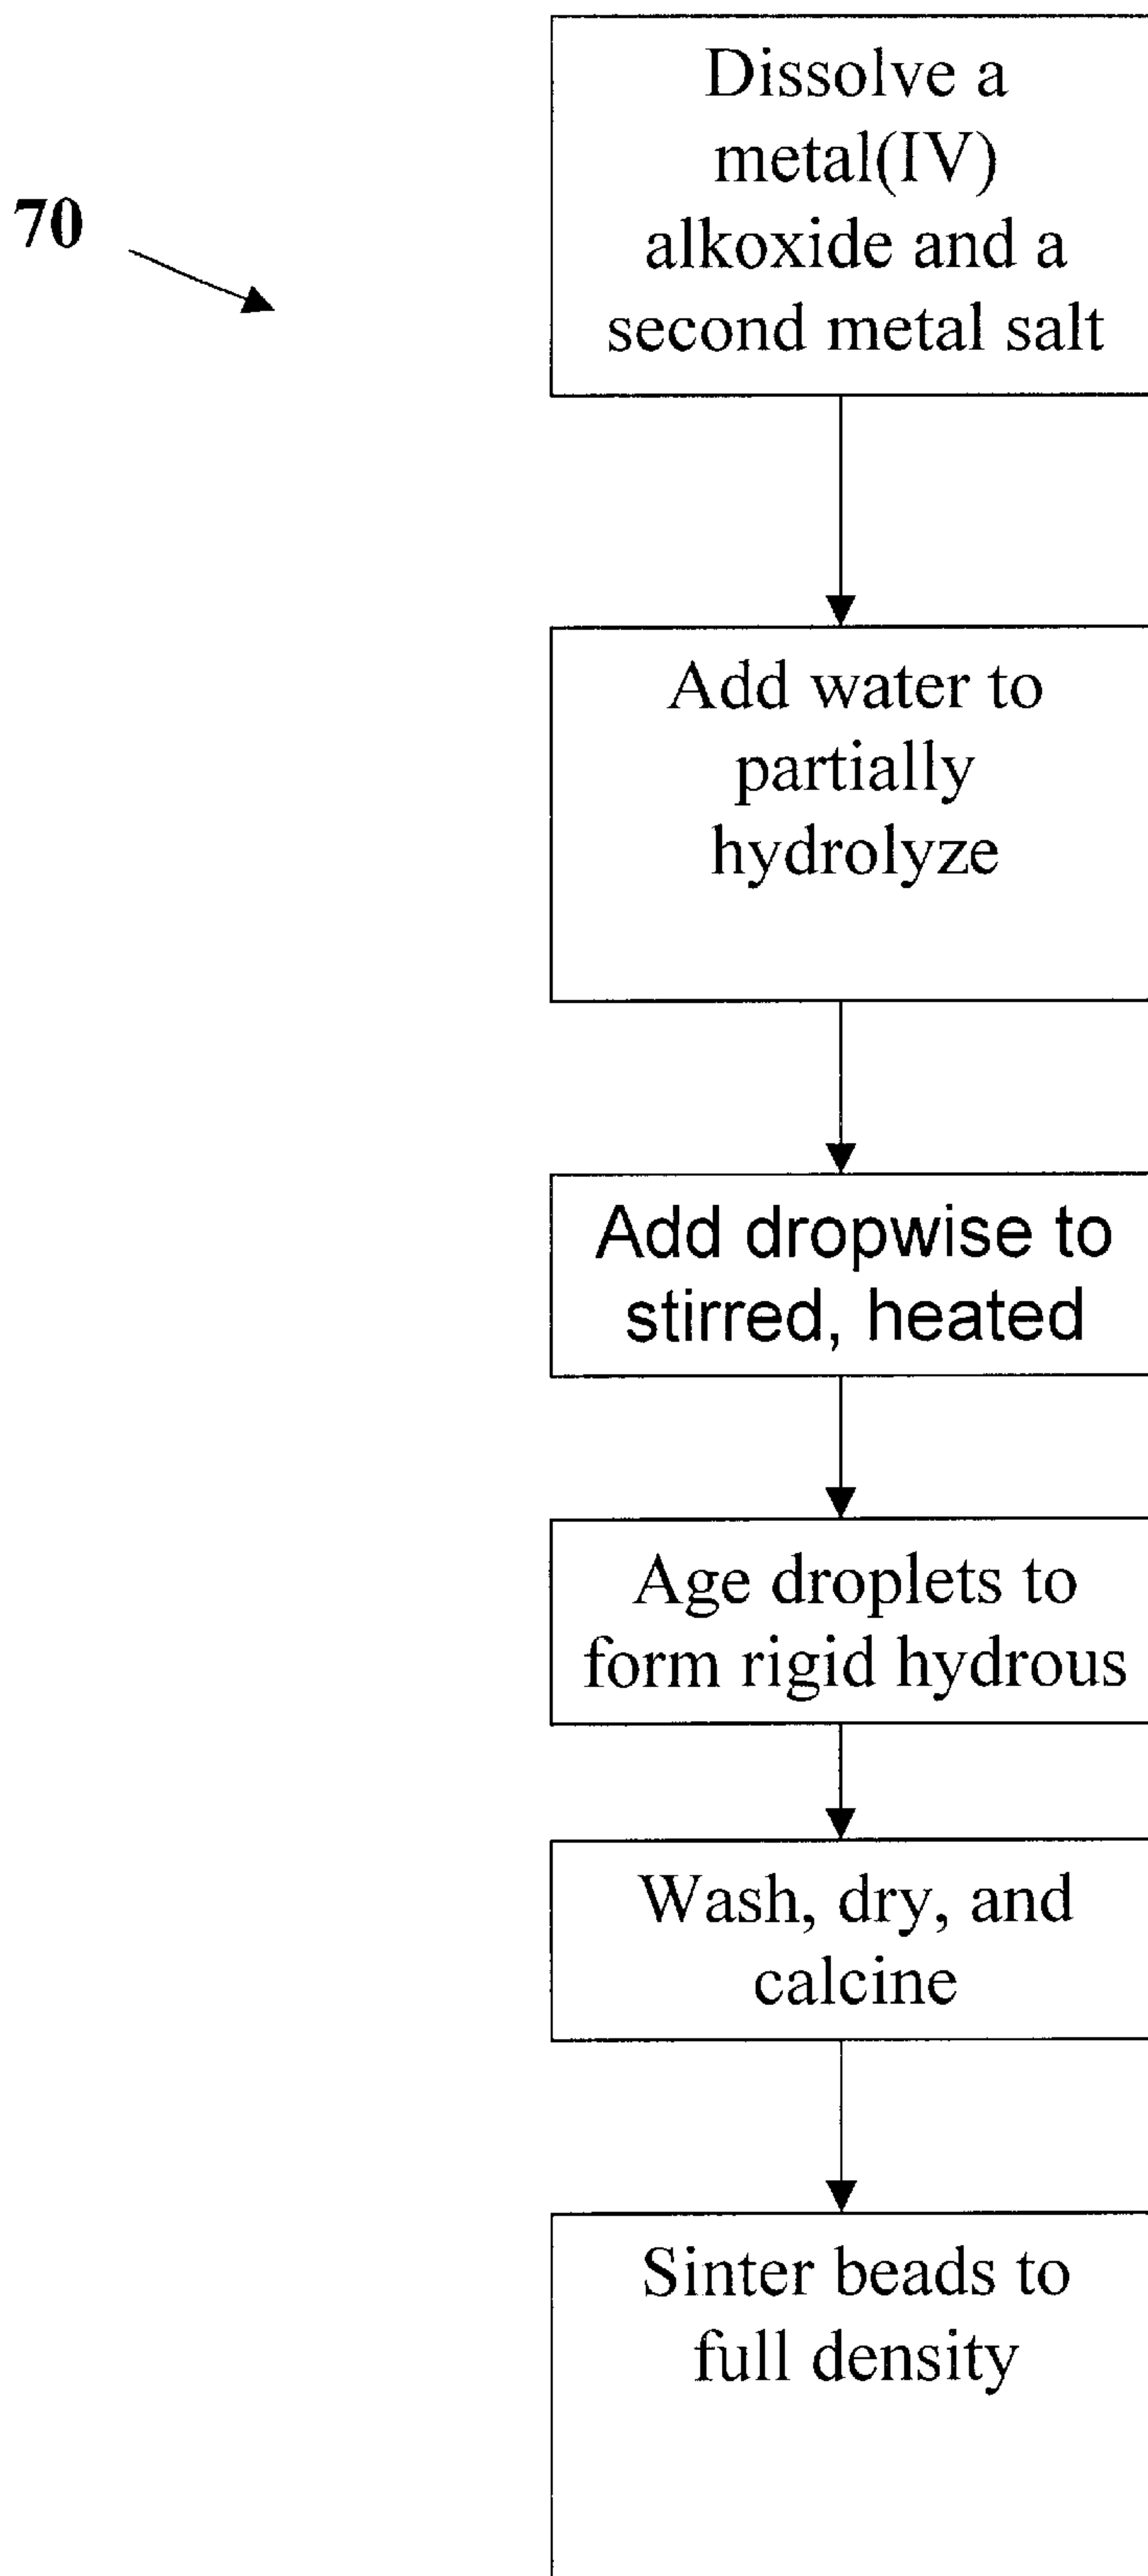 70
Dissolve a
metal(IV)
alkoxide and a
second metal salt
Add water to
partially
hydrolyze
Add dropwise to
stirred, heated
Age droplets to
form rigid hydrous
Wash, dry, and
calcine
Sinter beads to
full density